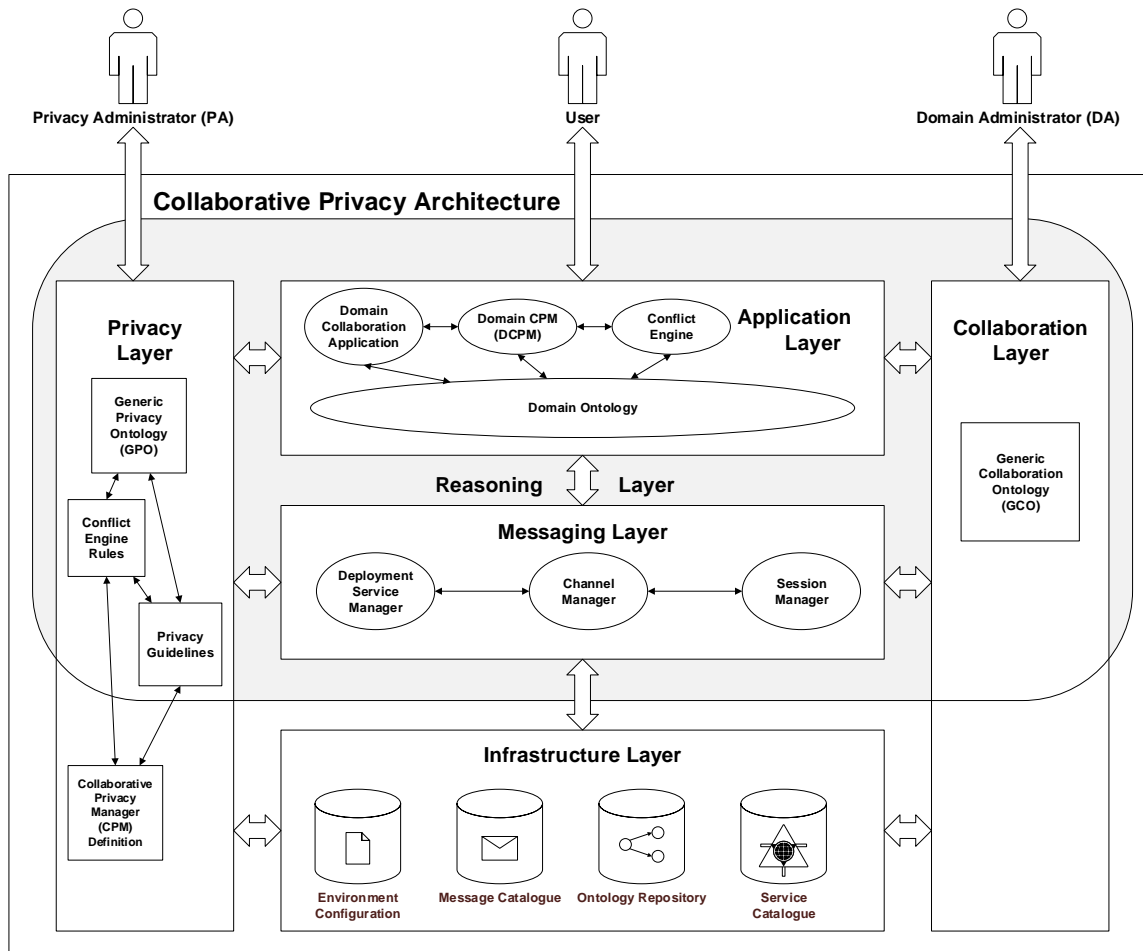 Privacy Administrator (PA)
User
Domain Administrator (DA)
Collaborative Privacy Architecture
Privacy
Layer
Generic
Privacy
Ontology
(GPO)
Conflict
Engine
Rules
Privacy
Guidelines
Collaborative
Privacy
Manager
(CPM)
Definition
Application
Layer
Domain
Collaboration
Application
Domain CPM
(DCPM)
Conflict
Engine
Domain Ontology
Reasoning Layer
Messaging Layer
Deployment
Service
Manager
Channel
Manager
Session
Manager
Infrastructure Layer
Environment
Configuration
Message Catalogue
Ontology Repository
Service
Catalogue
Collaboration
Layer
Generic
Collaboration
Ontology
(GCO)